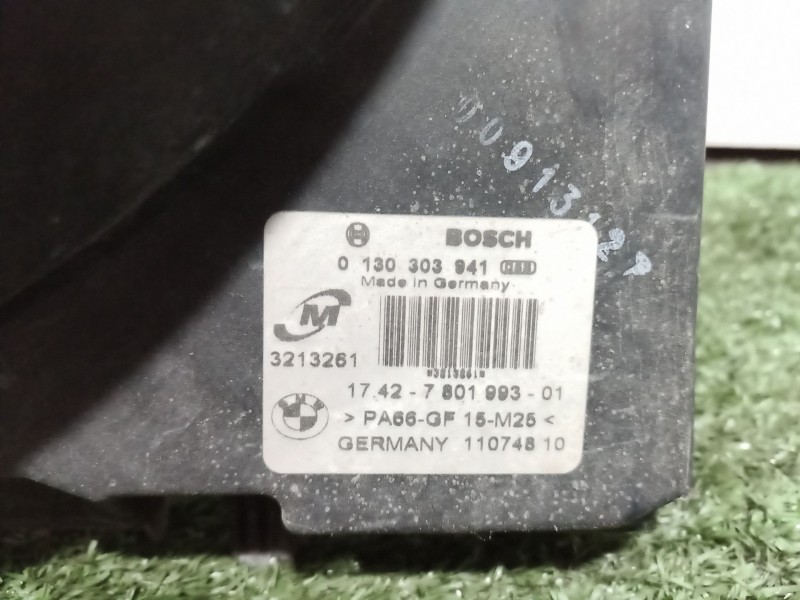 BOSCH
0 130 303 941
Made in Germany
M
3213261
17.42 - 7 801 993 - 01
BMW
> PA66-GF 15-M25 <
GERMANY 110748 10